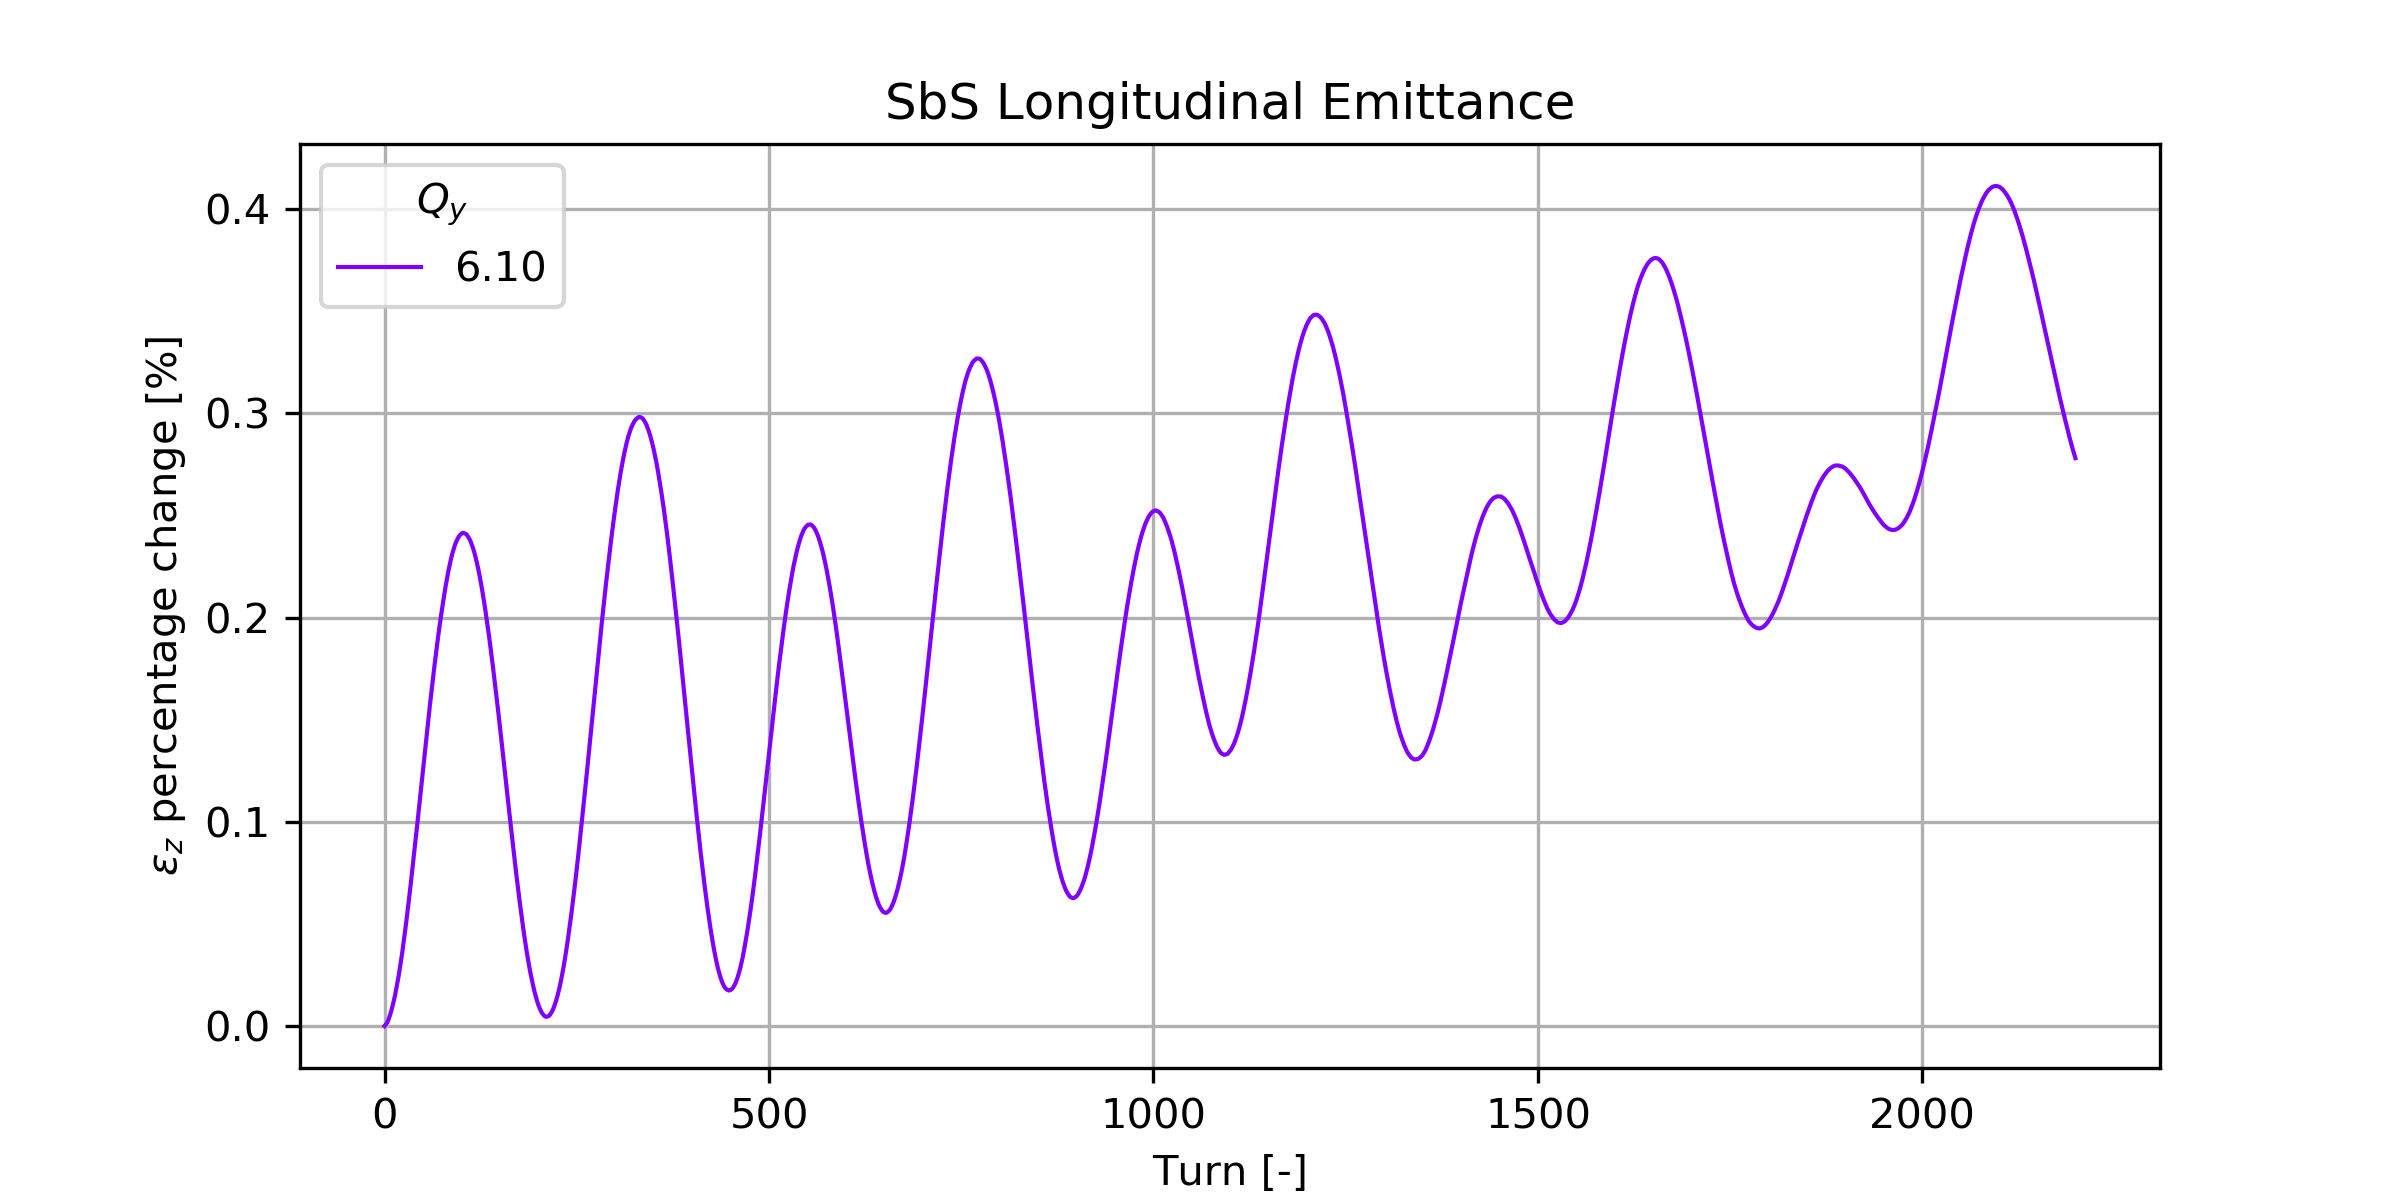 SbS Longitudinal Emittance
Q_y
6.10
ε_z percentage change [%]
0.4
0.3
0.2
0.1
0.0
0 500 1000 1500 2000
Turn [-]